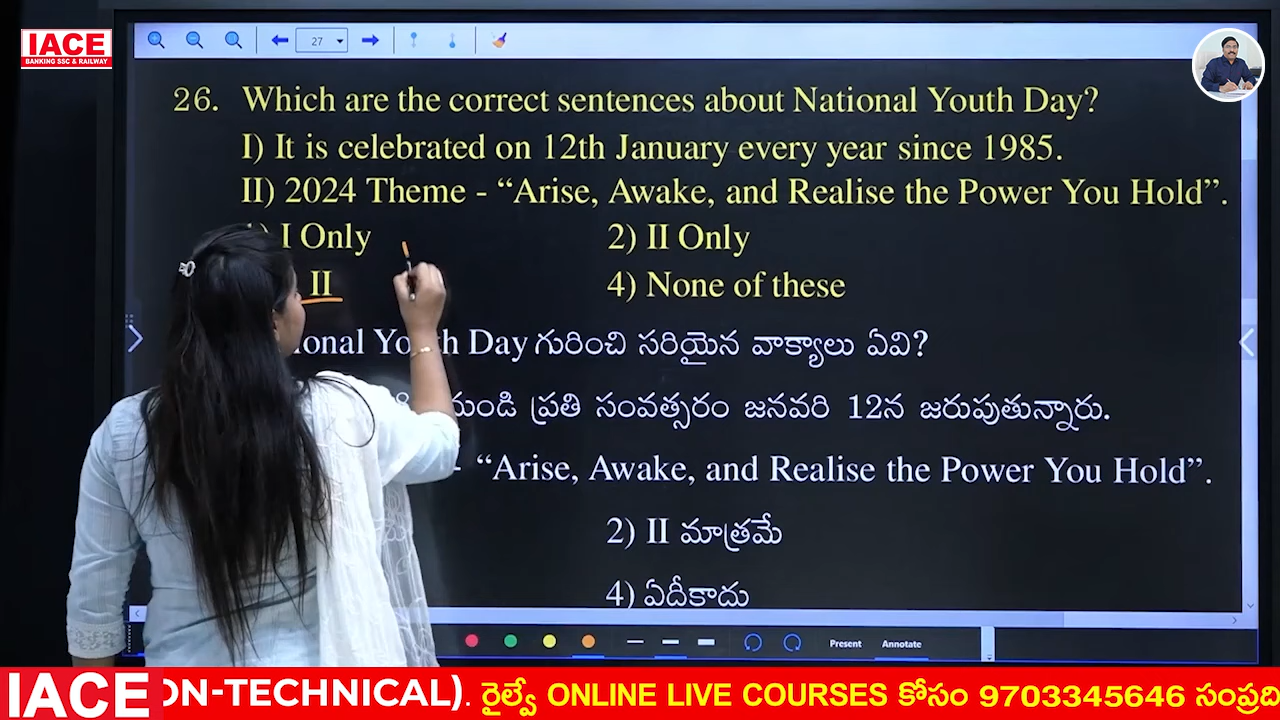 IACE
BANKING SSC & RAILWAY
27
26. Which are the correct sentences about National Youth Day?
I) It is celebrated on 12th January every year since 1985.
II) 2024 Theme - “Arise, Awake, and Realise the Power You Hold”.
I Only 2) II Only
II 4) None of these
Day గురించి సరియైన వాక్యాలు ఏవి?
నుండి ప్రతి సంవత్సరం జనవరి 12న జరుపుతున్నారు.
- “Arise, Awake, and Realise the Power You Hold”.
2) II మాత్రమే
4) ఏదీకాదు
Present Annotate
IACE ON-TECHNICAL). రైల్వే ONLINE LIVE COURSES కోసం 9703345646